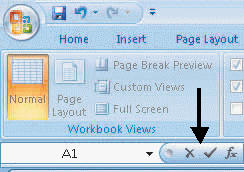 Home Insert Page Layout
Normal
Page Layout
Page Break Preview
Custom Views
Full Screen
Workbook Views
A1
fx